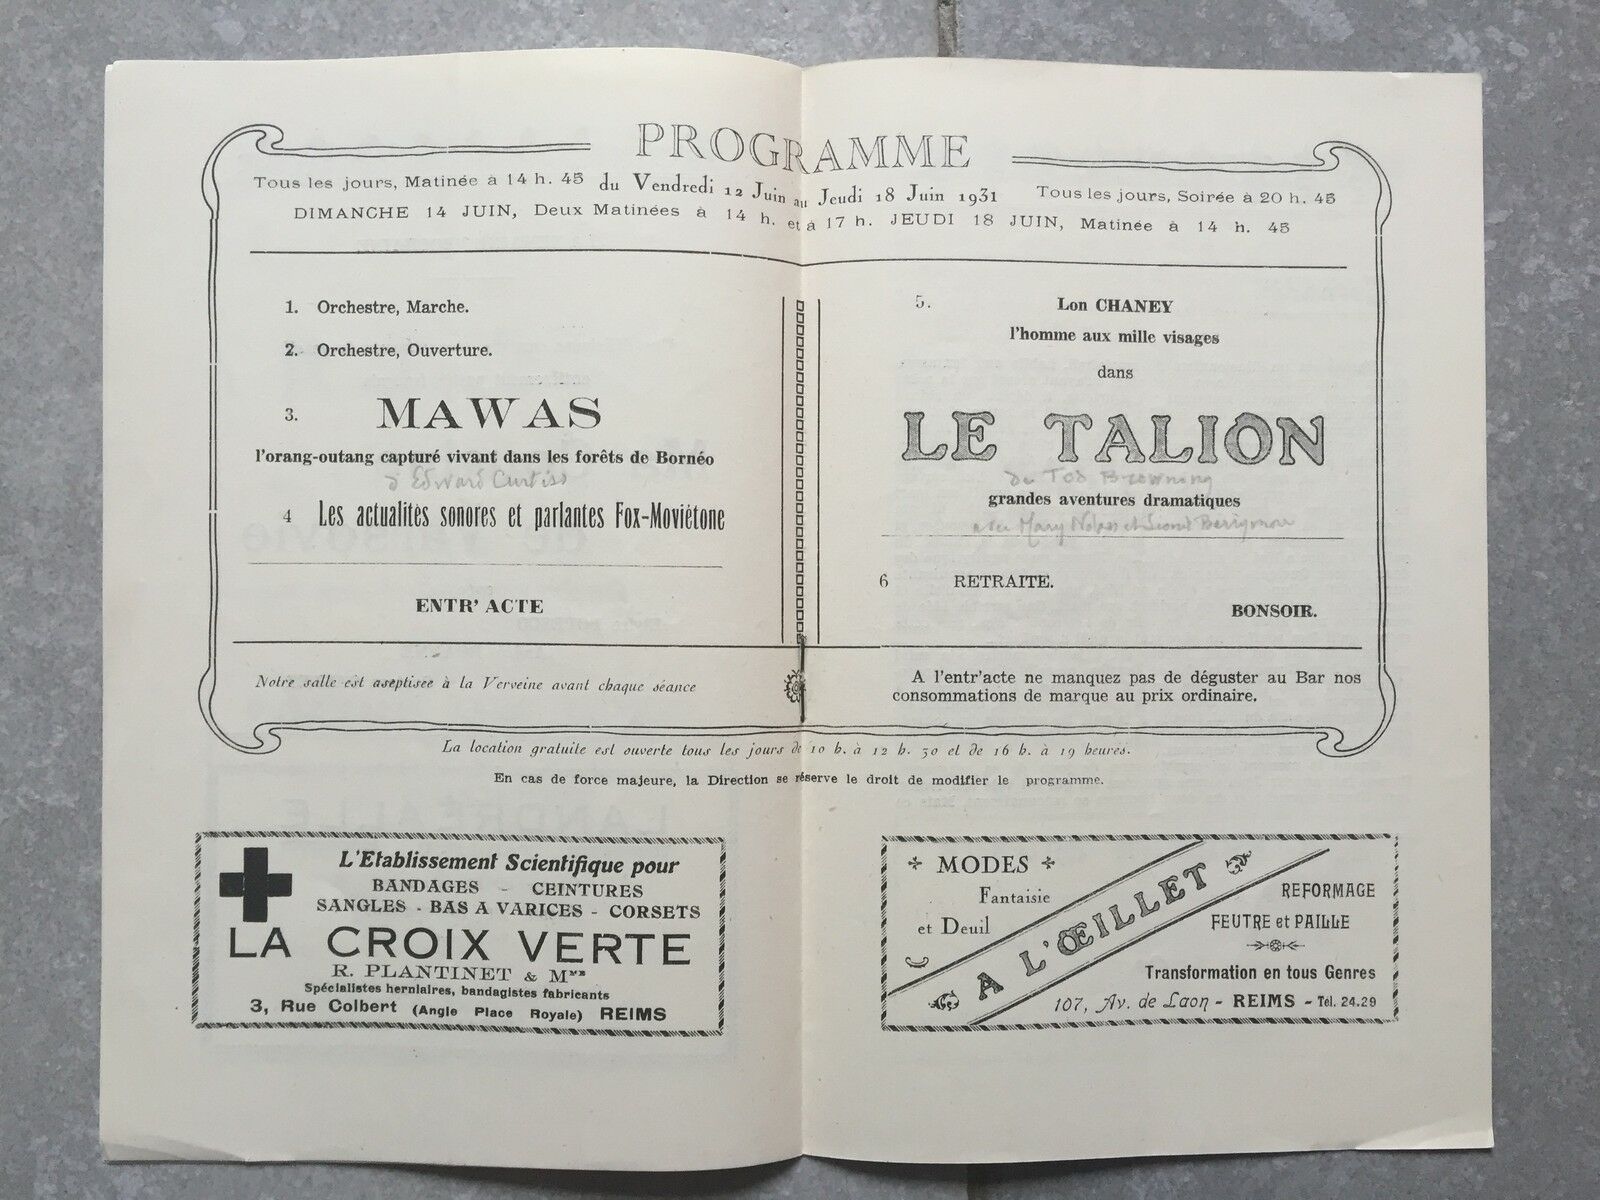 PROGRAMME
Tous les jours, Matinée à 14 h. 45 du Vendredi 12 Juin au Jeudi 18 Juin 1931 Tous les jours, Soirée à 20 h. 45
DIMANCHE 14 JUIN, Deux Matinées à 14 h. et à 17 h. JEUDI 18 JUIN, Matinée à 14 h. 45
1. Orchestre, Marche.
2. Orchestre, Ouverture.
3. MAWAS
l'orang-outang capturé vivant dans les forêts de Bornéo
d'Edward Curtiss
4 Les actualités sonores et parlantes Fox-Moviétone
ENTR' ACTE
Notre salle est aseptisée à la Verveine avant chaque séance
5. Lon CHANEY
l'homme aux mille visages
dans
LE TALION
de Tod Browning
grandes aventures dramatiques
avec Mary Nolan et Lionel Barrymore
6 RETRAITE.
BONSOIR.
A l'entr'acte ne manquez pas de déguster au Bar nos
consommations de marque au prix ordinaire.
La location gratuite est ouverte tous les jours de 10 h. à 12 h. 30 et de 16 h. à 19 heures.
En cas de force majeure, la Direction se réserve le droit de modifier le programme.
L'Etablissement Scientifique pour
BANDAGES - CEINTURES
SANGLES - BAS A VARICES - CORSETS
LA CROIX VERTE
R. PLANTINET & Mme
Spécialistes herniaires, bandagistes fabricants
3, Rue Colbert (Angle Place Royale) REIMS
MODES
Fantaisie
et Deuil
A L'ŒILLET
REFORMAGE
FEUTRE et PAILLE
Transformation en tous Genres
107, Av. de Laon - REIMS - Tél. 24.29